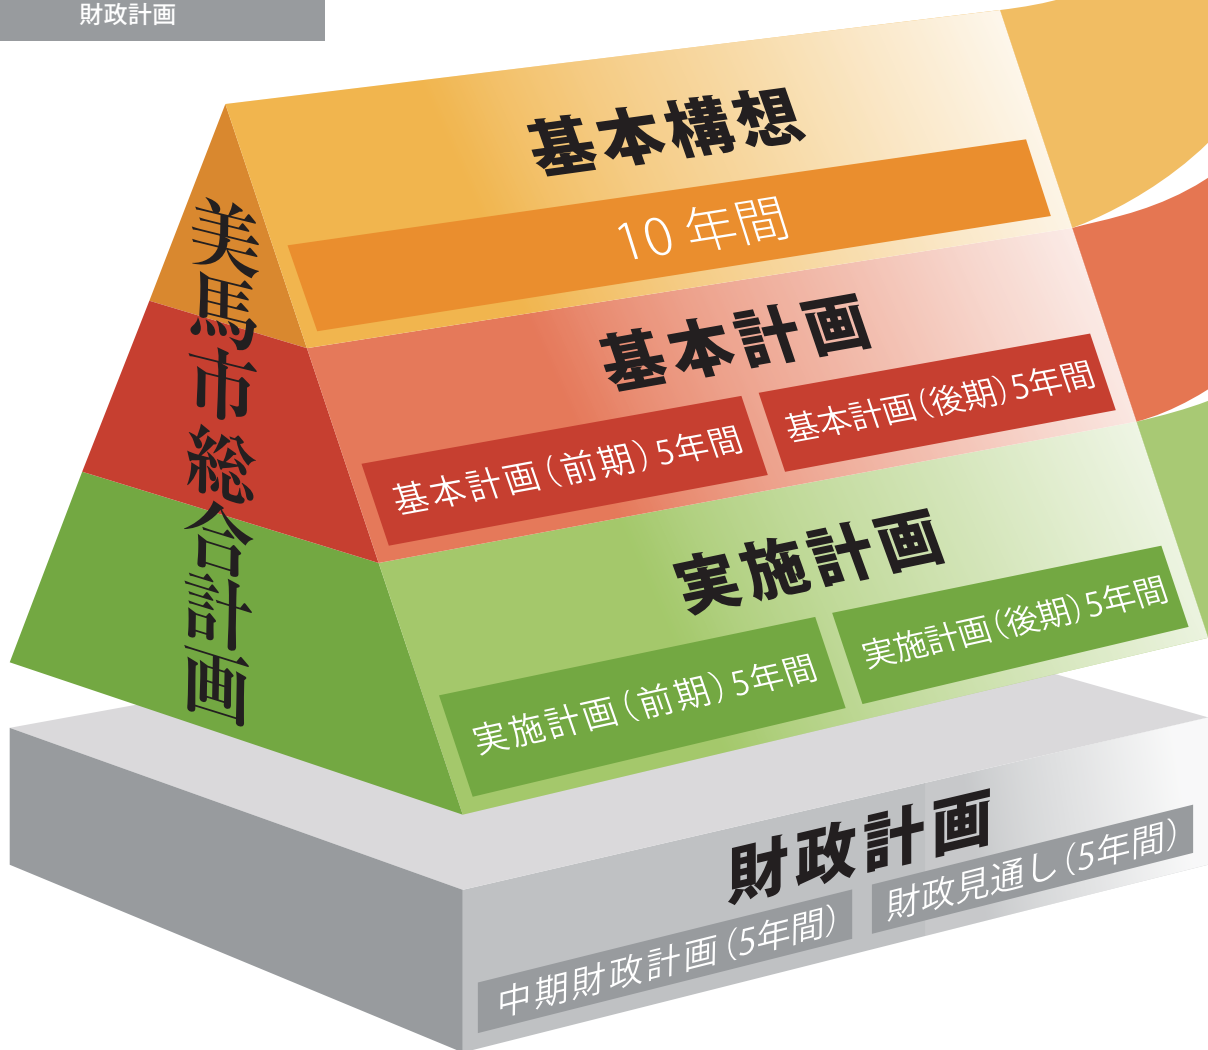 財政計画
美馬市総合計画
基本構想
10年間
基本計画
基本計画（前期）5年間
基本計画（後期）5年間
実施計画
実施計画（前期）5年間
実施計画（後期）5年間
財政計画
中期財政計画（5年間）
財政見通し（5年間）